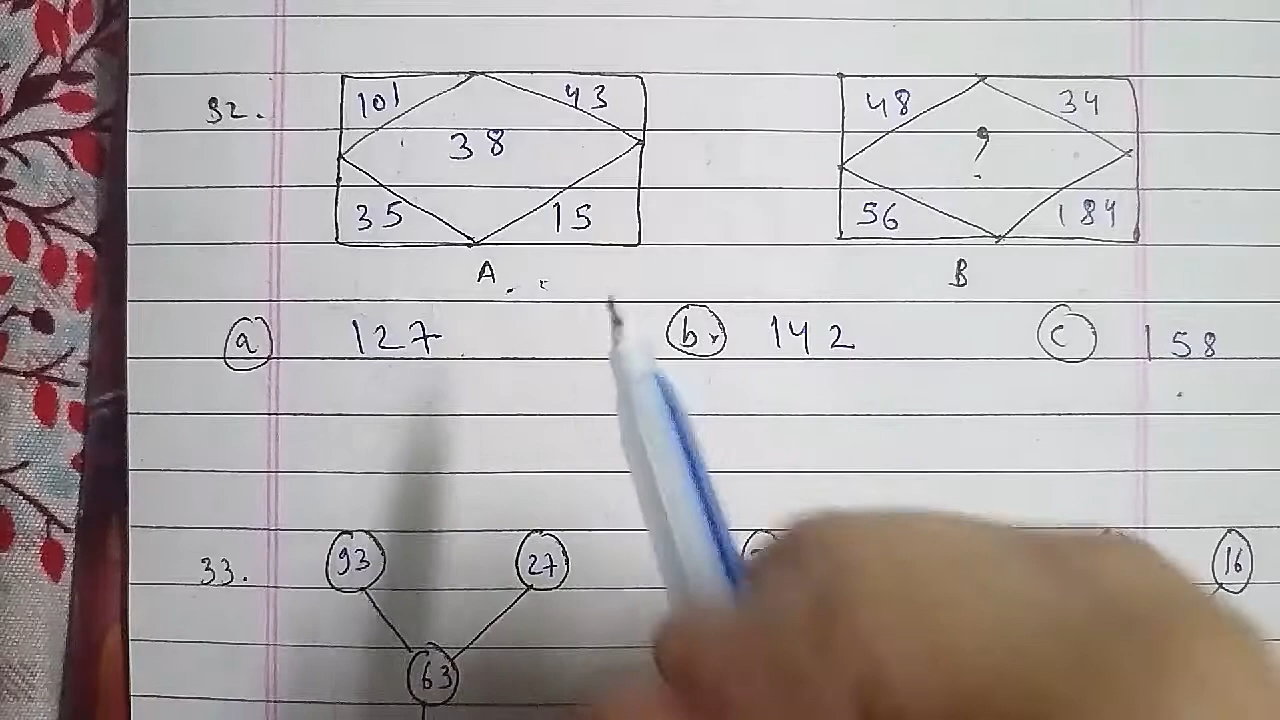 32. 101 43 48 34
38 ?
35 15 56 184
A B
(a) 127 (b) 142 (c) 158
33. 93 27 16
63